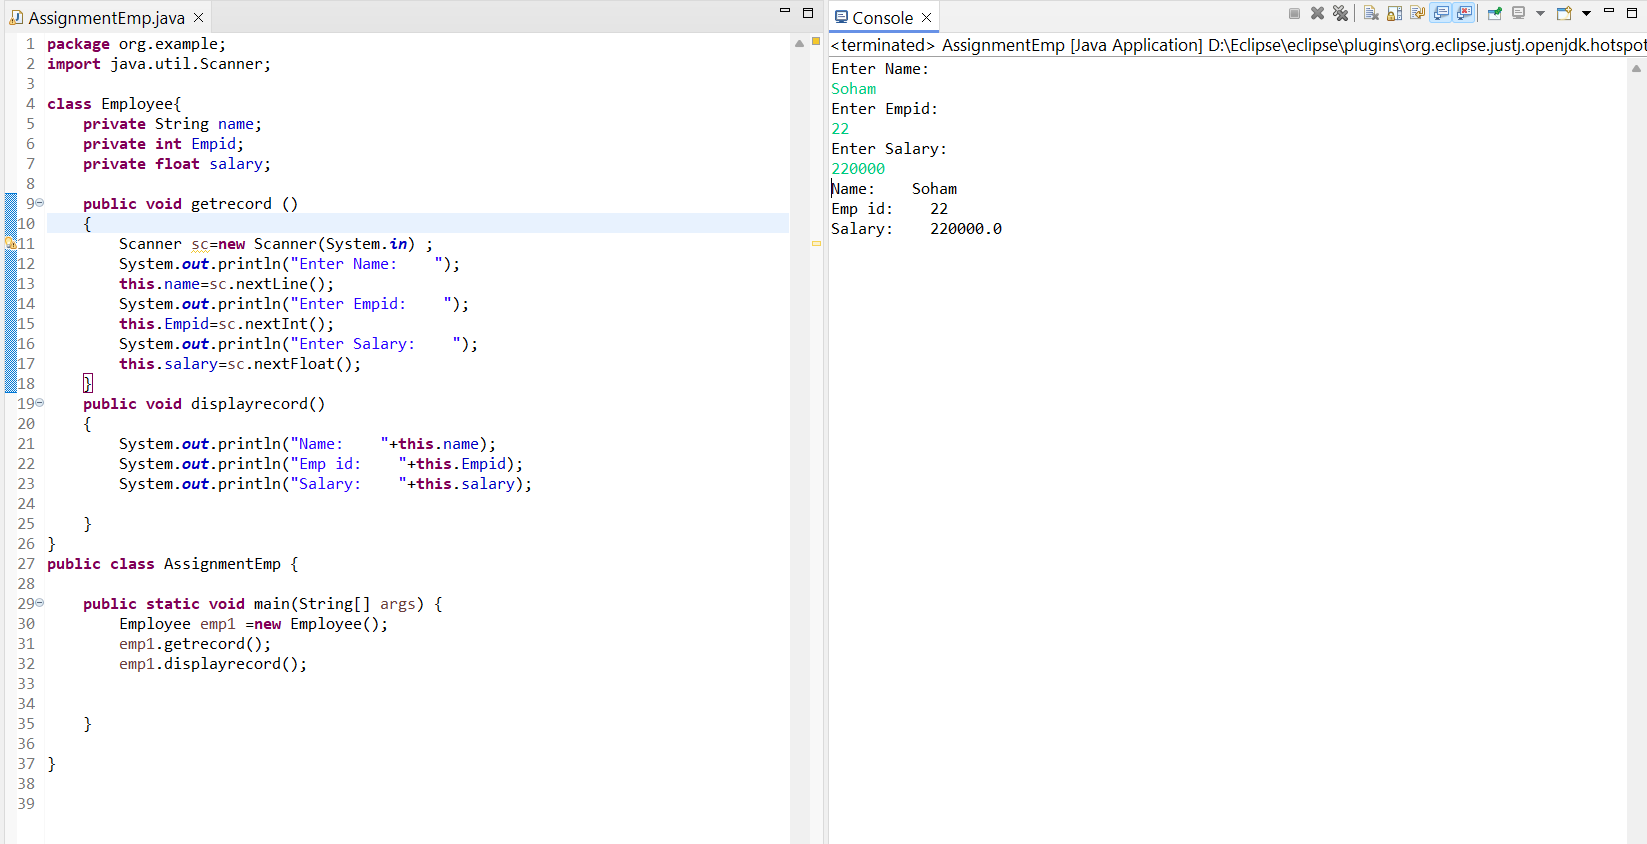 AssignmentEmp.java
1 package org.example;
2 import java.util.Scanner;
3
4 class Employee{
5     private String name;
6     private int Empid;
7     private float salary;
8
9     public void getrecord ()
10     {
11         Scanner sc=new Scanner(System.in) ;
12         System.out.println("Enter Name:    ");
13         this.name=sc.nextLine();
14         System.out.println("Enter Empid:    ");
15         this.Empid=sc.nextInt();
16         System.out.println("Enter Salary:    ");
17         this.salary=sc.nextFloat();
18     }
19     public void displayrecord()
20     {
21         System.out.println("Name:    "+this.name);
22         System.out.println("Emp id:    "+this.Empid);
23         System.out.println("Salary:    "+this.salary);
24
25     }
26 }
27 public class AssignmentEmp {
28
29     public static void main(String[] args) {
30         Employee emp1 =new Employee();
31         emp1.getrecord();
32         emp1.displayrecord();
33
34
35     }
36
37 }
38
39
Console
<terminated> AssignmentEmp [Java Application] D:\Eclipse\eclipse\plugins\org.eclipse.justj.openjdk.hotspot
Enter Name:
Soham
Enter Empid:
22
Enter Salary:
220000
Name:    Soham
Emp id:    22
Salary:    220000.0